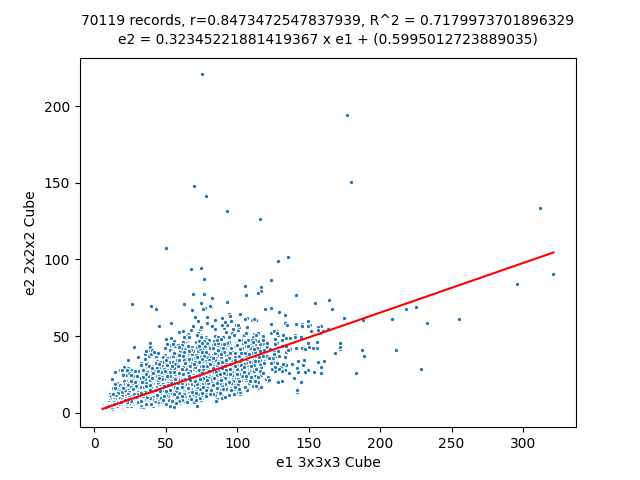 70119 records, r=0.8473472547837939, R^2 = 0.7179973701896329
e2 = 0.32345221881419367 x e1 + (0.5995012723889035)
200
150
100
50
0
e2 2x2x2 Cube
0 50 100 150 200 250 300
e1 3x3x3 Cube